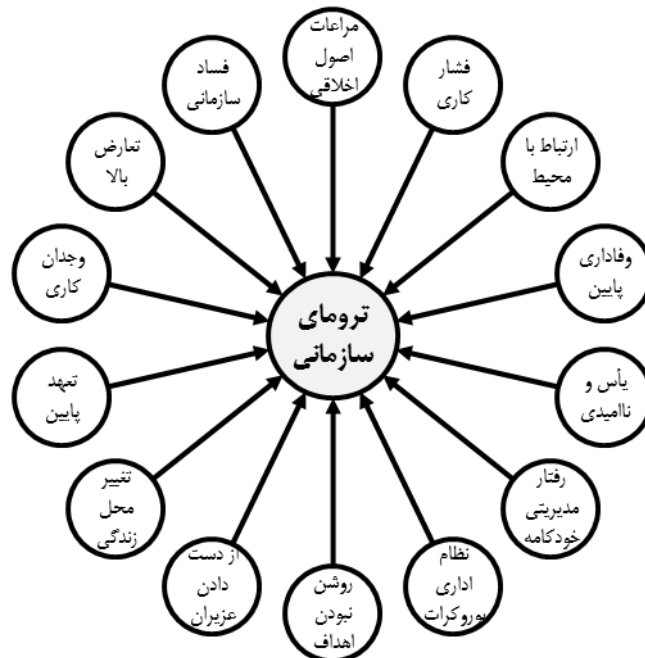 مراعات
اصول
اخلاقی
فشار
کاری
ارتباط با
محیط
وفاداری
پایین
یأس و
ناامیدی
رفتار
مدیریتی
خودکامه
نظام
اداری
بوروکرات
روشن
نبودن
اهداف
از دست
دادن
عزیران
تغییر
محل
زندگی
تعهد
پایین
وجدان
کاری
تعارض
بالا
فساد
سازمانی
ترومای
سازمانی